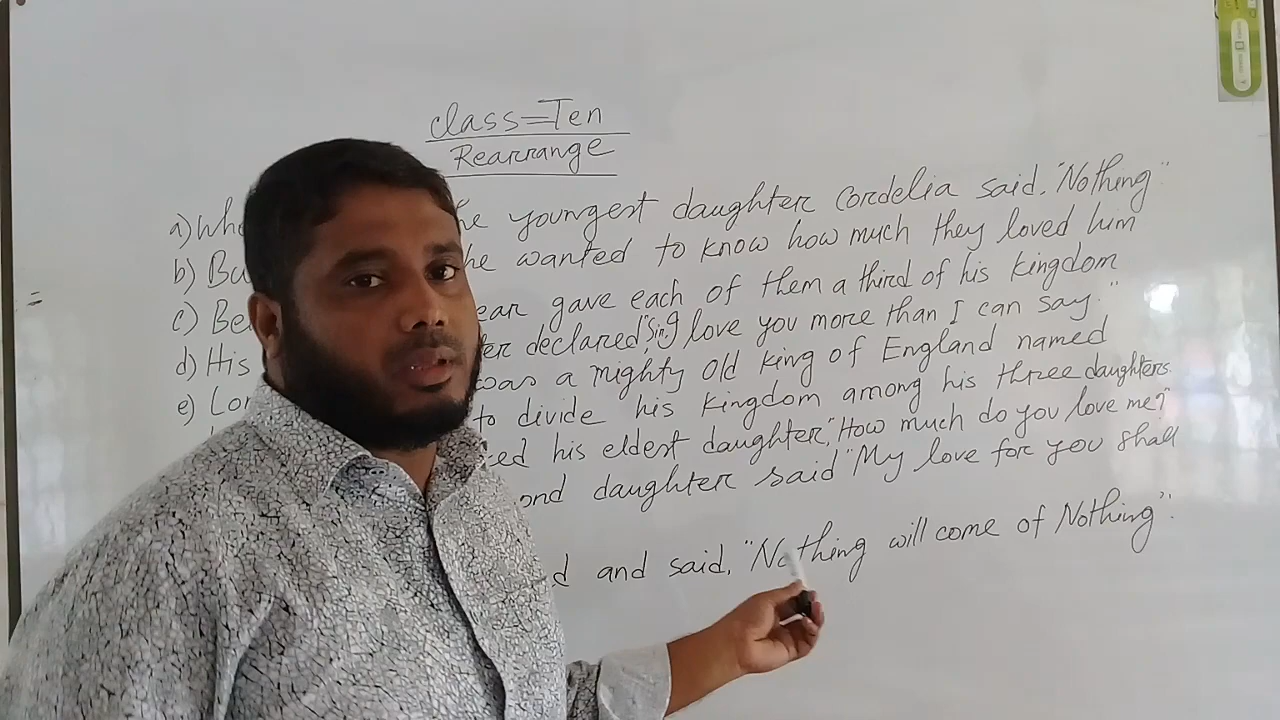 class=Ten
Rearrange
a) Whe he youngest daughter Cordelia said, "Nothing"
b) Bu he wanted to know how much they loved him
c) Be ear gave each of them a third of his kingdom
d) His er declared, "Sir, I love you more than I can say."
e) Lon was a mighty old king of England named
to divide his kingdom among his three daughters.
ed his eldest daughter, "How much do you love me?"
ond daughter said "My love for you shall
d and said, "Nothing will come of Nothing".